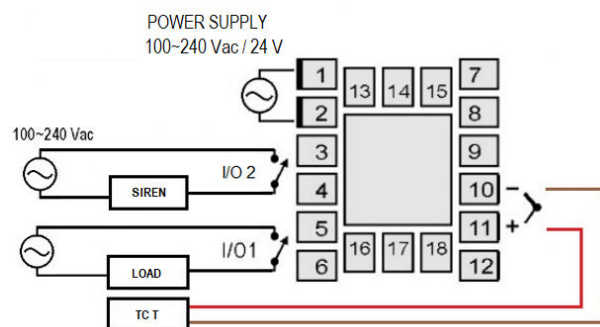 POWER SUPPLY
100~240 Vac / 24 V
1
2
3
4
5
6
13 14 15
16 17 18
7
8
9
10 –
11 +
12
100~240 Vac
I/O 2
SIREN
I/O1
LOAD
TC T